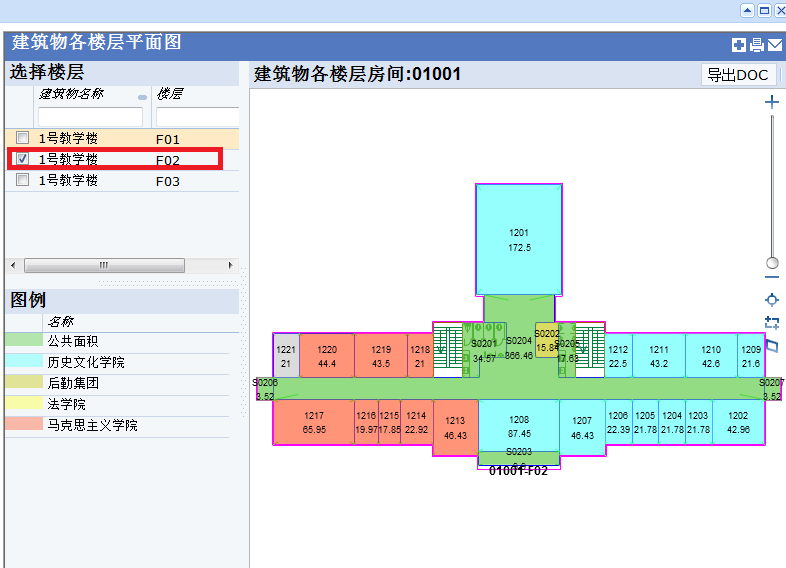 建筑物各楼层平面图
选择楼层
建筑物名称 楼层
1号教学楼 F01
1号教学楼 F02
1号教学楼 F03
图例
名称
公共面积
历史文化学院
后勤集团
法学院
马克思主义学院
建筑物各楼层房间:01001
导出DOC
1201
172.5
S0202
15.84
S0204
366.46
S0201
34.57
S0205
17.63
1221
21
1220
44.4
1219
43.5
1218
21
1212
22.5
1211
43.2
1210
42.6
1209
21.6
S0206
3.52
S0207
3.52
1217
65.95
1216
19.97
1215
17.85
1214
22.92
1213
46.43
1208
87.45
1207
46.43
1206
22.39
1205
21.78
1204
21.78
1203
21.78
1202
42.96
S0203
01001-F02